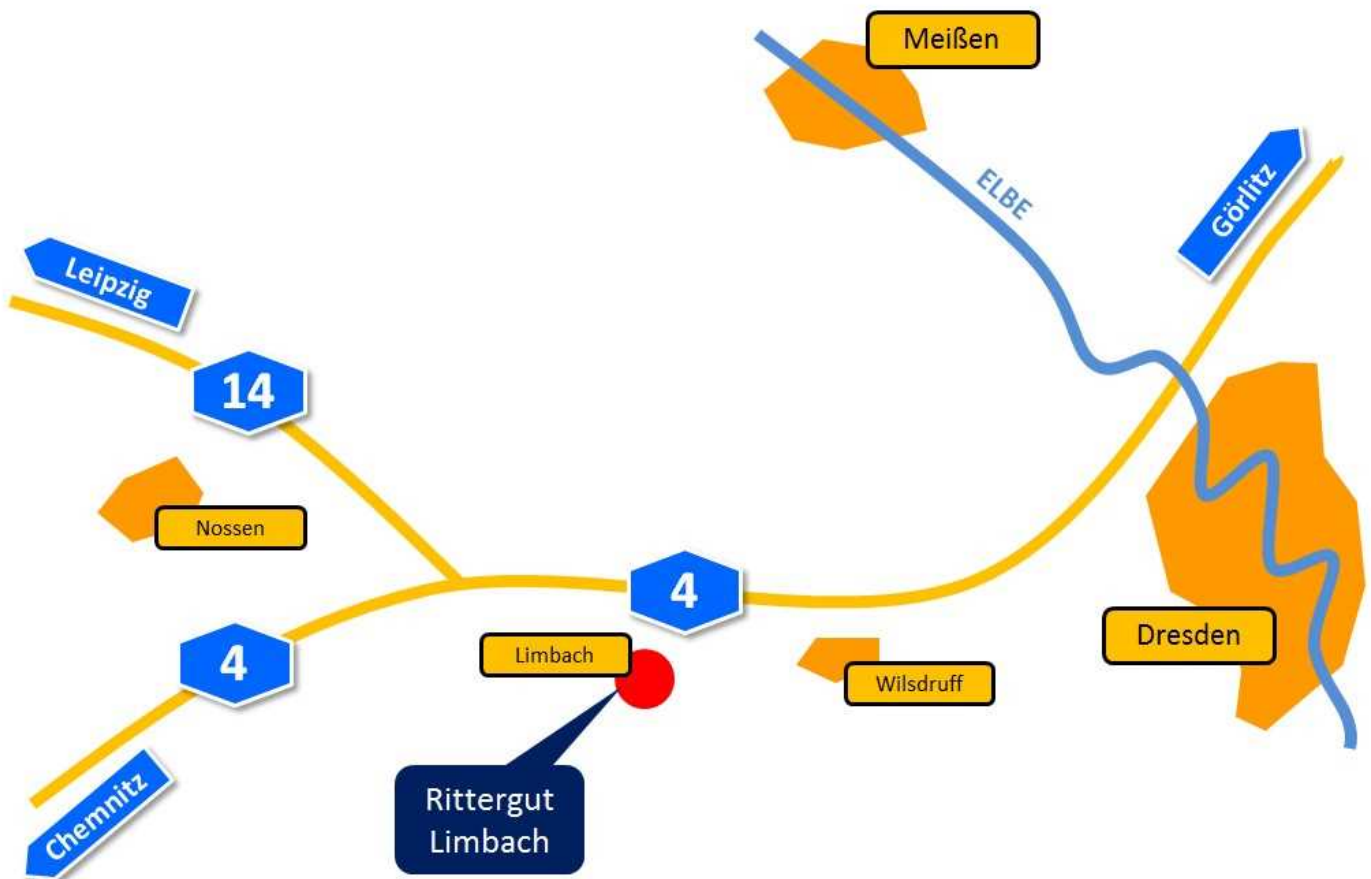 Meißen
ELBE
Görlitz
Leipzig
14
Nossen
4
4
Limbach
Wilsdruff
Dresden
Chemnitz
Rittergut
Limbach